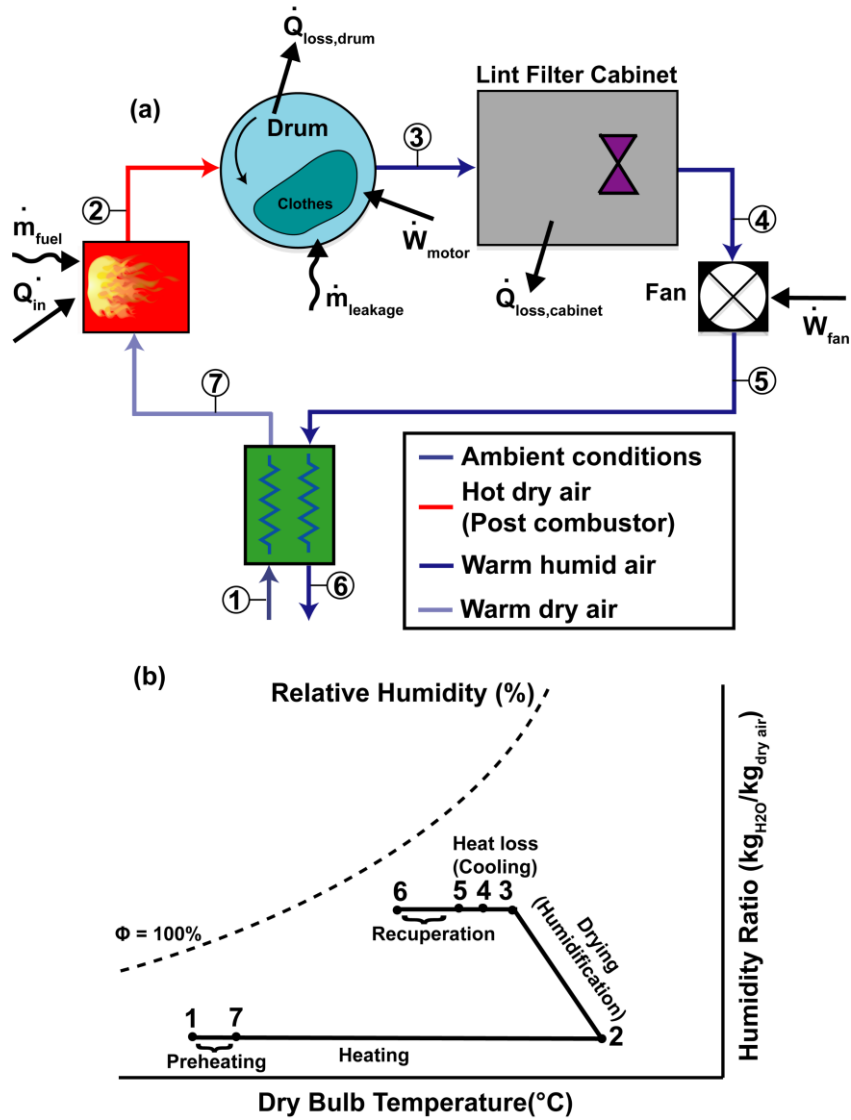 (a)
Q̇loss,drum
Lint Filter Cabinet
Drum
Clothes
③
②
④
ṁfuel
Q̇in
Ẇmotor
ṁleakage
Q̇loss,cabinet
Fan
Ẇfan
⑤
⑦
①
⑥
Ambient conditions
Hot dry air
(Post combustor)
Warm humid air
Warm dry air
(b)
Relative Humidity (%)
Humidity Ratio (kgH2O/kgdry air)
Heat loss
(Cooling)
6
5 4 3
Recuperation
Drying
(Humidification)
Φ = 100%
1 7
2
Preheating
Heating
Dry Bulb Temperature(°C)